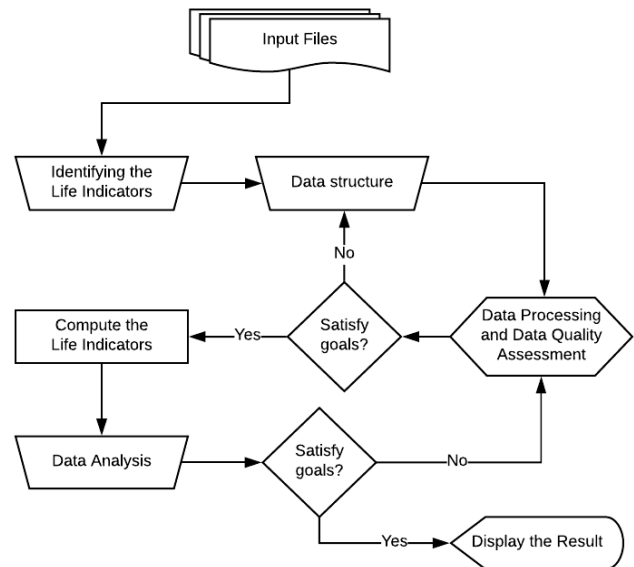 Input Files
Identifying the
Life Indicators
Data structure
No
Data Processing
and Data Quality
Assessment
Satisfy
goals?
Yes
Compute the
Life Indicators
Data Analysis
Satisfy
goals?
No
Yes
Display the Result